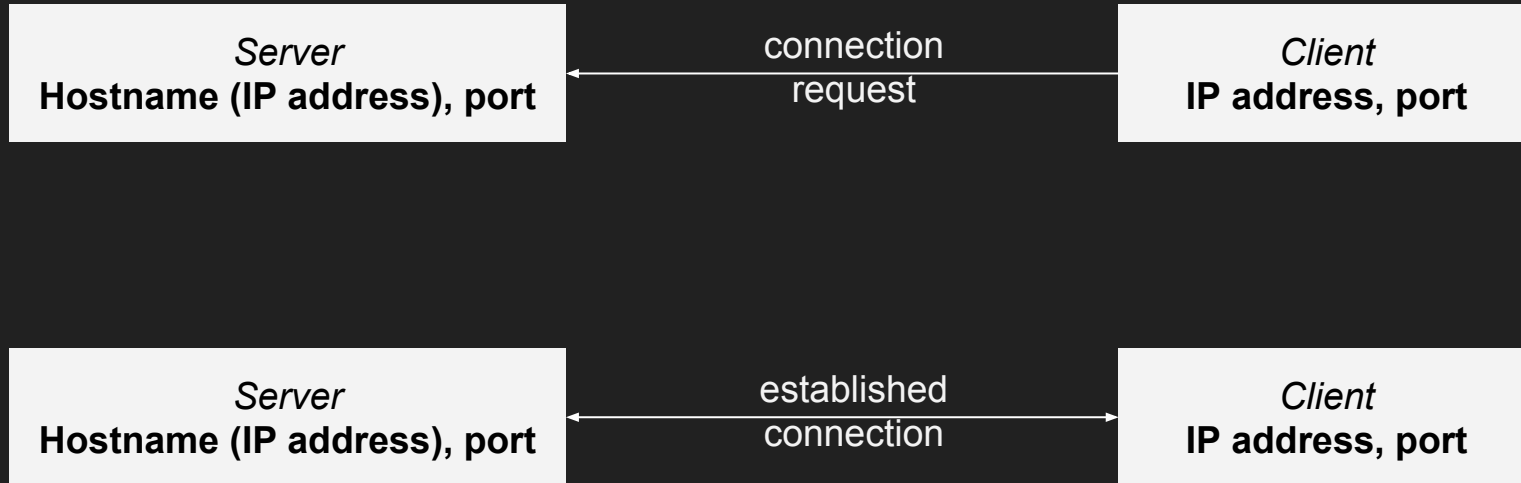 Server
Hostname (IP address), port
connection
request
Client
IP address, port
Server
Hostname (IP address), port
established
connection
Client
IP address, port